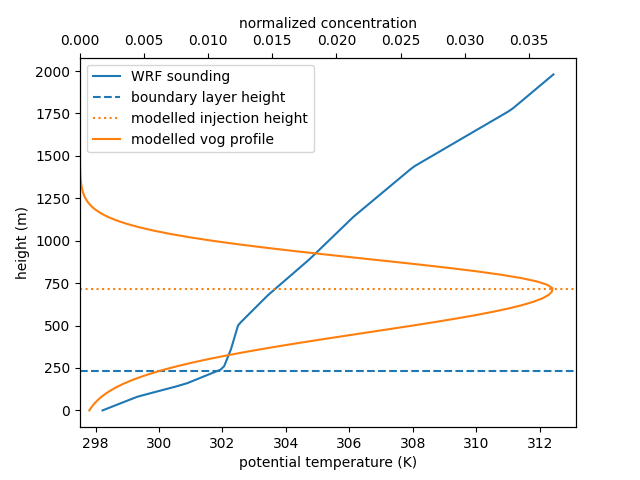 normalized concentration
0.000 0.005 0.010 0.015 0.020 0.025 0.030 0.035
2000
1750
1500
1250
1000
750
500
250
0
height (m)
WRF sounding
boundary layer height
modelled injection height
modelled vog profile
298 300 302 304 306 308 310 312
potential temperature (K)